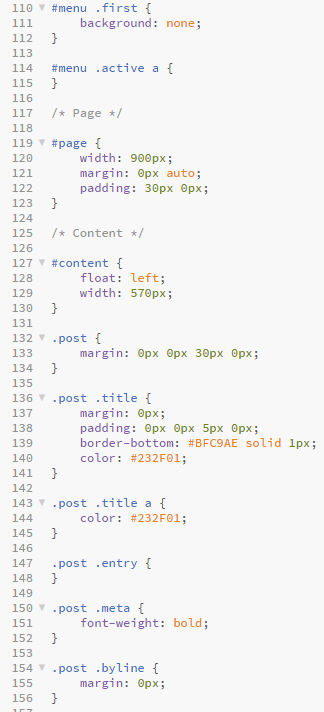 110 #menu .first {
111     background: none;
112 }
113
114 #menu .active a {
115 }
116
117 /* Page */
118
119 #page {
120     width: 900px;
121     margin: 0px auto;
122     padding: 30px 0px;
123 }
124
125 /* Content */
126
127 #content {
128     float: left;
129     width: 570px;
130 }
131
132 .post {
133     margin: 0px 0px 30px 0px;
134 }
135
136 .post .title {
137     margin: 0px;
138     padding: 0px 0px 5px 0px;
139     border-bottom: #BFC9AE solid 1px;
140     color: #232F01;
141 }
142
143 .post .title a {
144     color: #232F01;
145 }
146
147 .post .entry {
148 }
149
150 .post .meta {
151     font-weight: bold;
152 }
153
154 .post .byline {
155     margin: 0px;
156 }